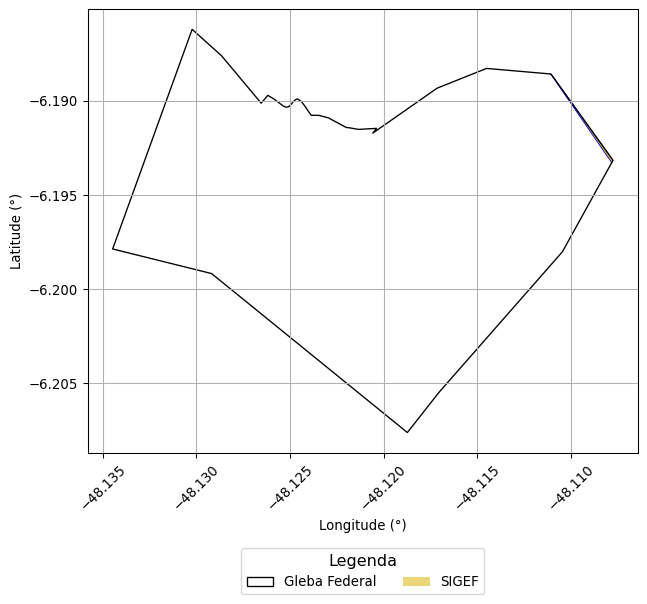 −6.190
−6.195
−6.200
−6.205
Latitude (°)
−48.135
−48.130
−48.125
−48.120
−48.115
−48.110
Longitude (°)
Legenda
Gleba Federal
SIGEF